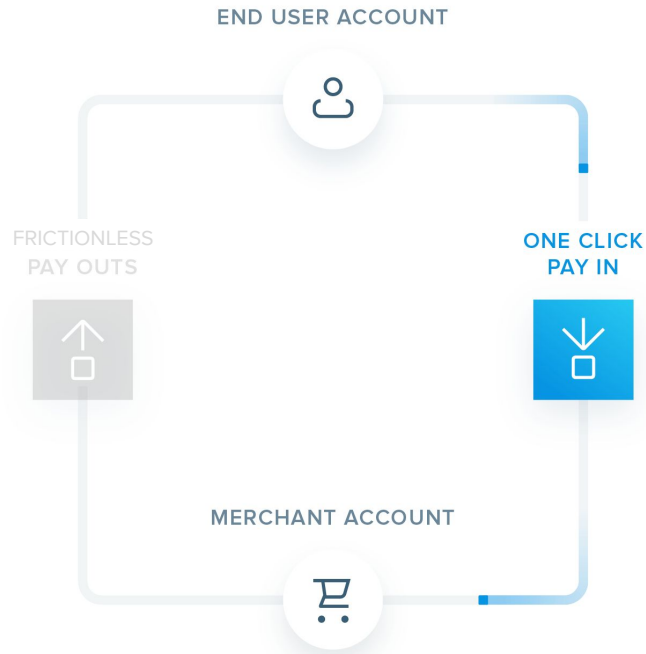 END USER ACCOUNT
FRICTIONLESS
PAY OUTS
ONE CLICK
PAY IN
MERCHANT ACCOUNT